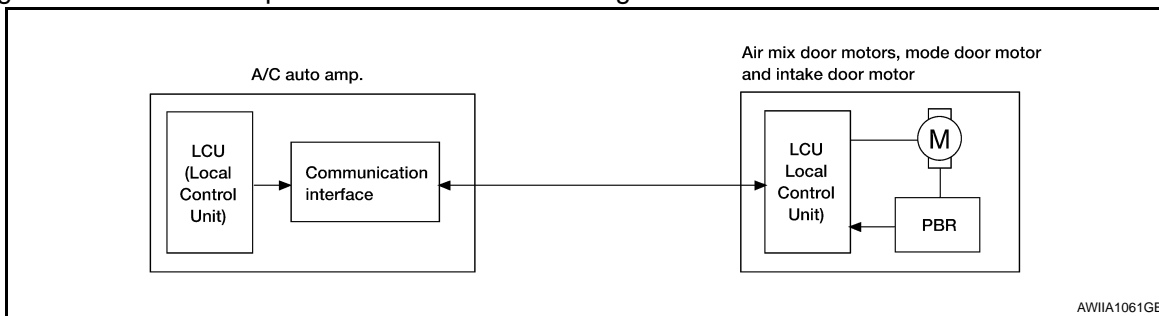 A/C auto amp.
LCU
(Local
Control
Unit)
Communication
interface
Air mix door motors, mode door motor
and intake door motor
LCU
Local
Control
Unit)
M
PBR
AWIIA1061GB